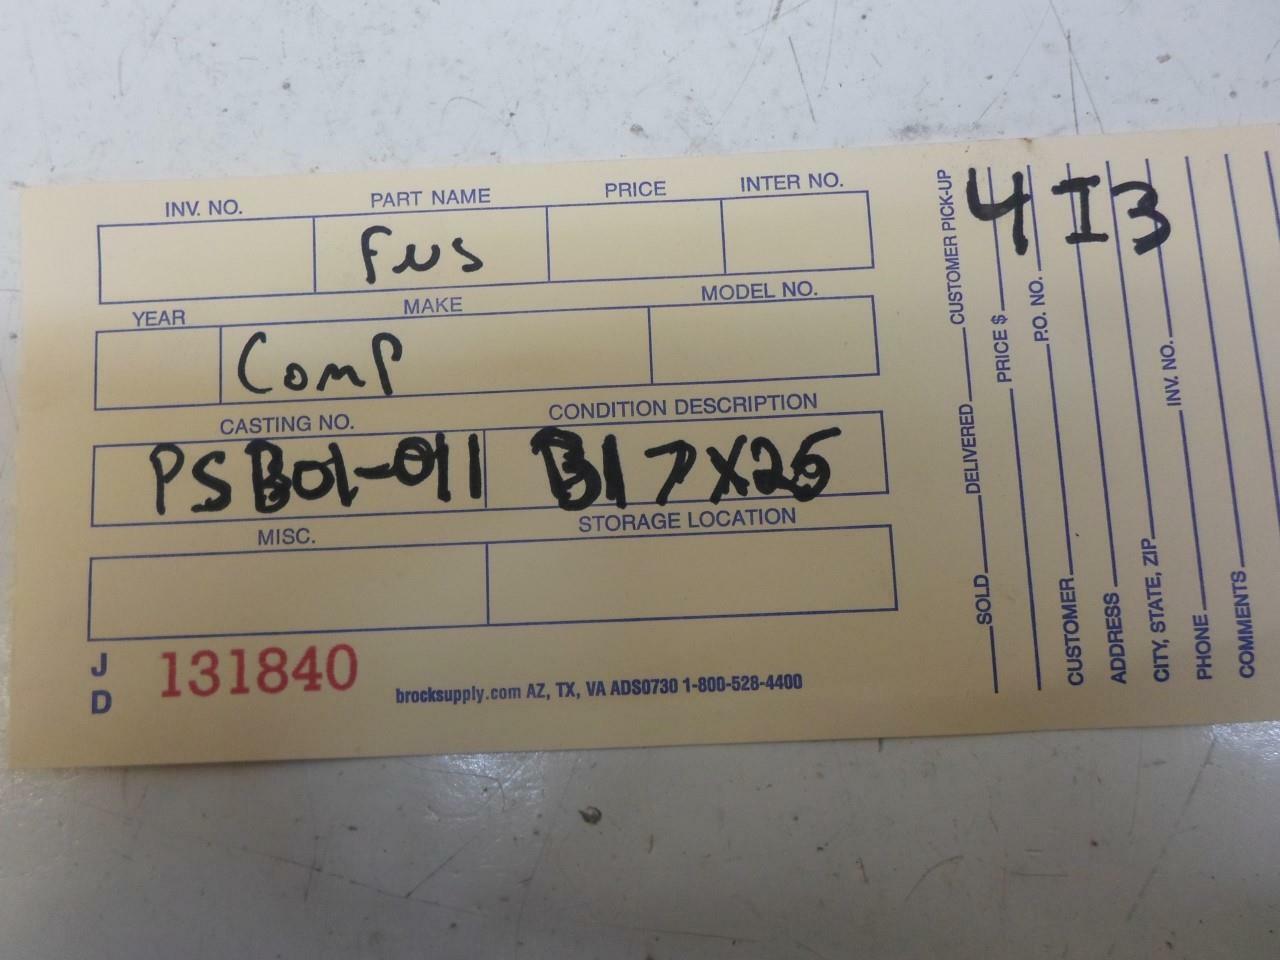 INV. NO. PART NAME PRICE INTER NO.
Fus
YEAR MAKE MODEL NO.
Comp
CASTING NO. CONDITION DESCRIPTION
PSB01-011 B17X25
MISC. STORAGE LOCATION
J
D
131840
brocksupply.com AZ, TX, VA ADS0730 1-800-528-4400
4I3
SOLD DELIVERED CUSTOMER PICK-UP
PRICE $
P.O. NO.
CUSTOMER
ADDRESS
CITY, STATE, ZIP INV. NO.
PHONE
COMMENTS